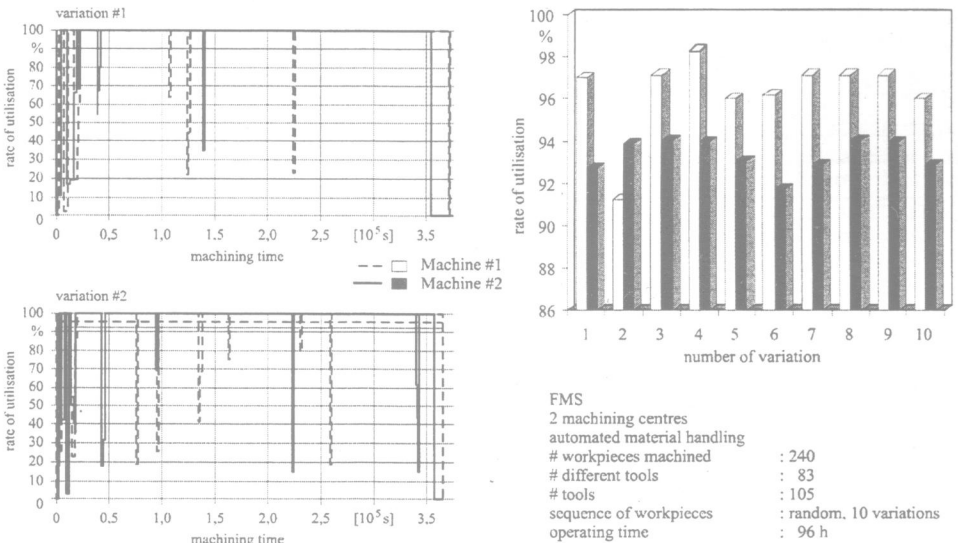 variation #1
100
%
80
70
60
50
40
30
20
10
0
rate of utilisation
0 0,5 1,0 1,5 2,0 2,5 [10⁵s] 3,5
machining time
Machine #1
Machine #2
variation #2
100
%
80
70
60
50
40
30
20
10
0
rate of utilisation
0 0,5 1,0 1,5 2,0 2,5 [10⁵s] 3,5
machining time
100
%
98
96
94
92
90
88
86
rate of utilisation
1 2 3 4 5 6 7 8 9 10
number of variation
FMS
2 machining centres
automated material handling
# workpieces machined : 240
# different tools : 83
# tools : 105
sequence of workpieces : random, 10 variations
operating time : 96 h